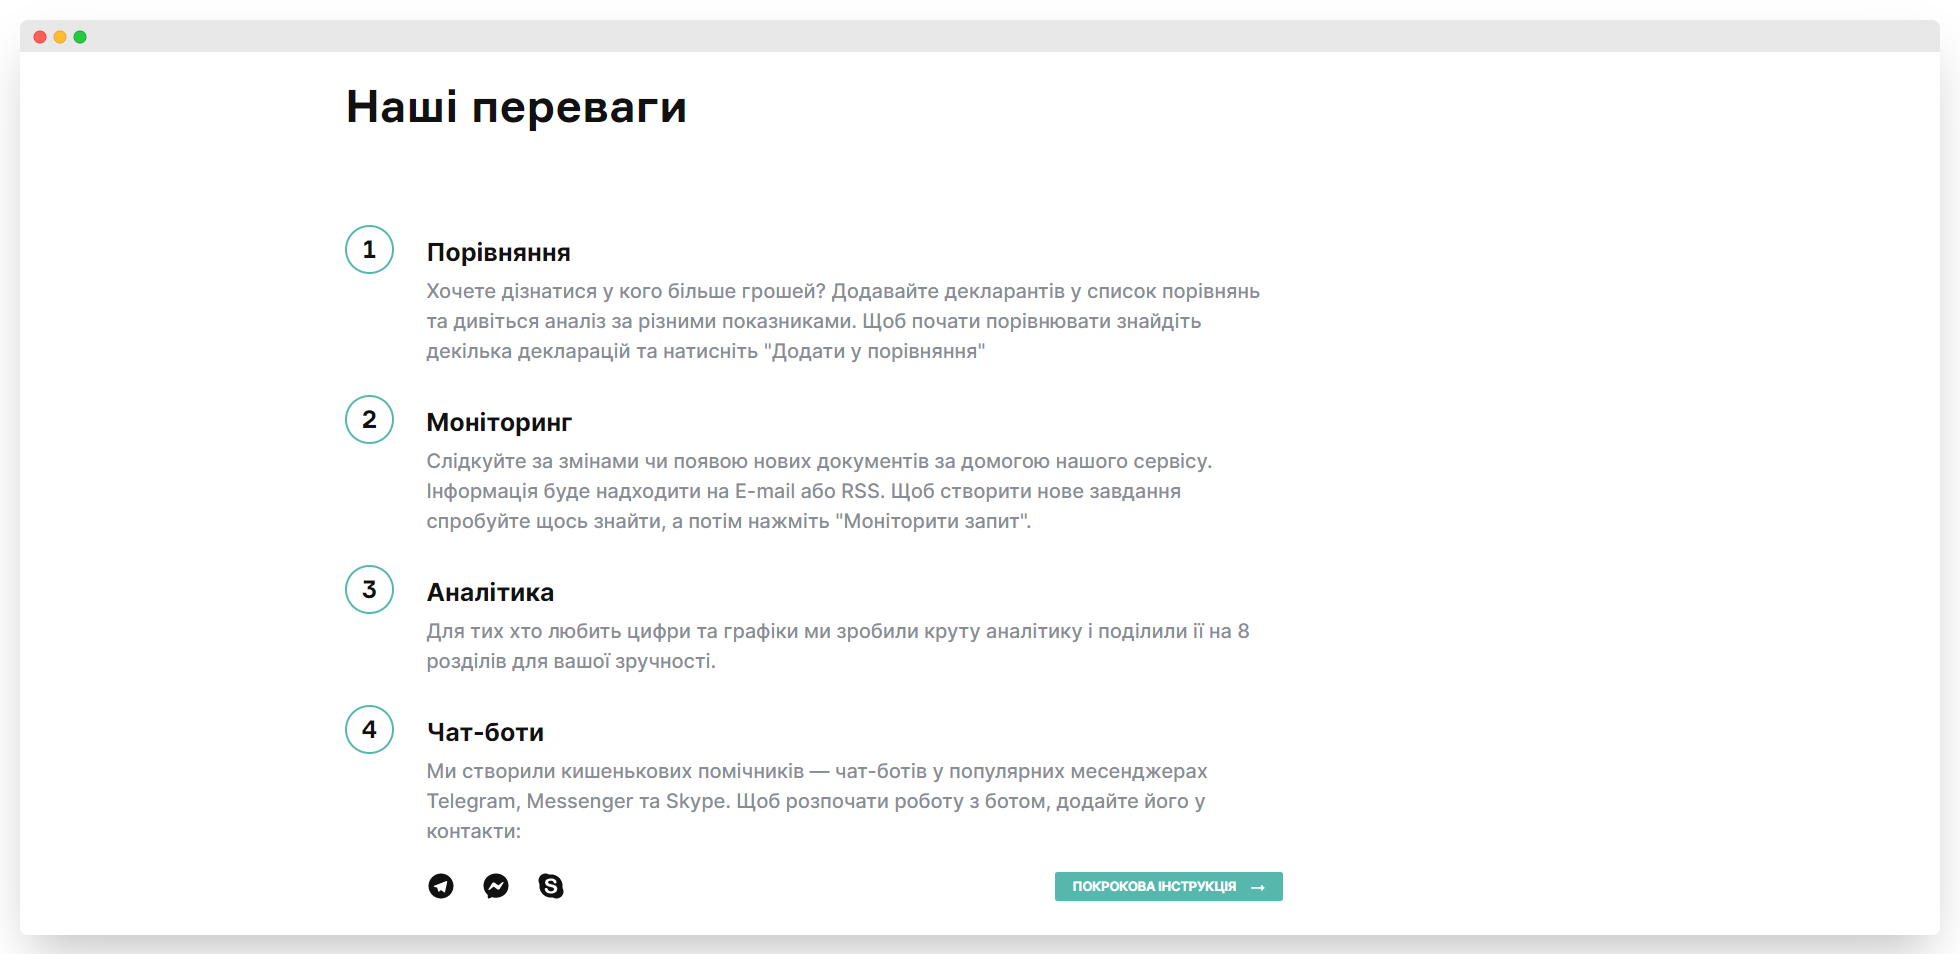 Наші переваги
1
Порівняння
Хочете дізнатися у кого більше грошей? Додавайте декларантів у список порівнянь
та дивіться аналіз за різними показниками. Щоб почати порівнювати знайдіть
декілька декларацій та натисніть "Додати у порівняння"
2
Моніторинг
Слідкуйте за змінами чи появою нових документів за домогою нашого сервісу.
Інформація буде надходити на E-mail або RSS. Щоб створити нове завдання
спробуйте щось знайти, а потім нажміть "Моніторити запит".
3
Аналітика
Для тих хто любить цифри та графіки ми зробили круту аналітику і поділили її на 8
розділів для вашої зручності.
4
Чат-боти
Ми створили кишенькових помічників — чат-ботів у популярних месенджерах
Telegram, Messenger та Skype. Щоб розпочати роботу з ботом, додайте його у
контакти:
ПОКРОКОВА ІНСТРУКЦІЯ →